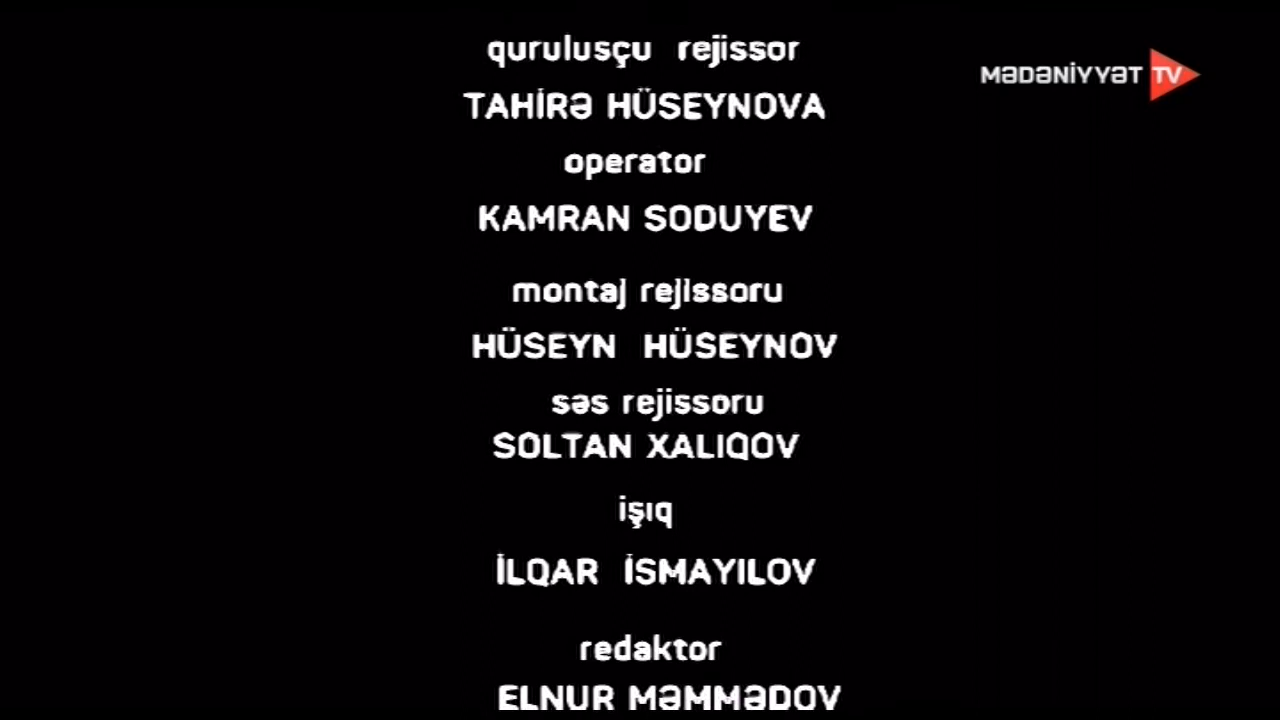 qurulusçu rejissor
MƏDƏNİYYƏT TV
TAHİRƏ HÜSEYNOVA
operator
KAMRAN SODUYEV
montaj rejissoru
HÜSEYN HÜSEYNOV
səs rejissoru
SOLTAN XALIQOV
işıq
İLQAR İSMAYILOV
redaktor
ELNUR MƏMMƏDOV